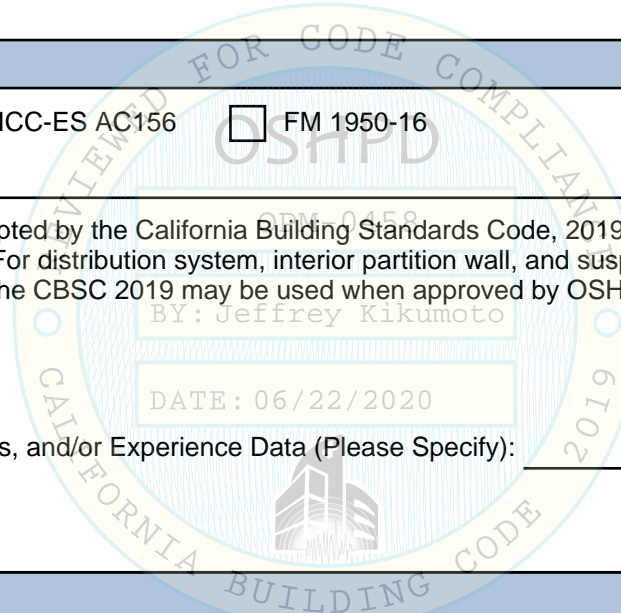 REVIEWED FOR CODE COMPLIANCE
ICC-ES AC156 FM 1950-16
OSHPD
OPM-0458
pted by the California Building Standards Code, 2019
For distribution system, interior partition wall, and sus
he CBSC 2019 may be used when approved by OSH
BY: Jeffrey Kikumoto
DATE: 06/22/2020
s, and/or Experience Data (Please Specify):
CALIFORNIA BUILDING CODE 2019